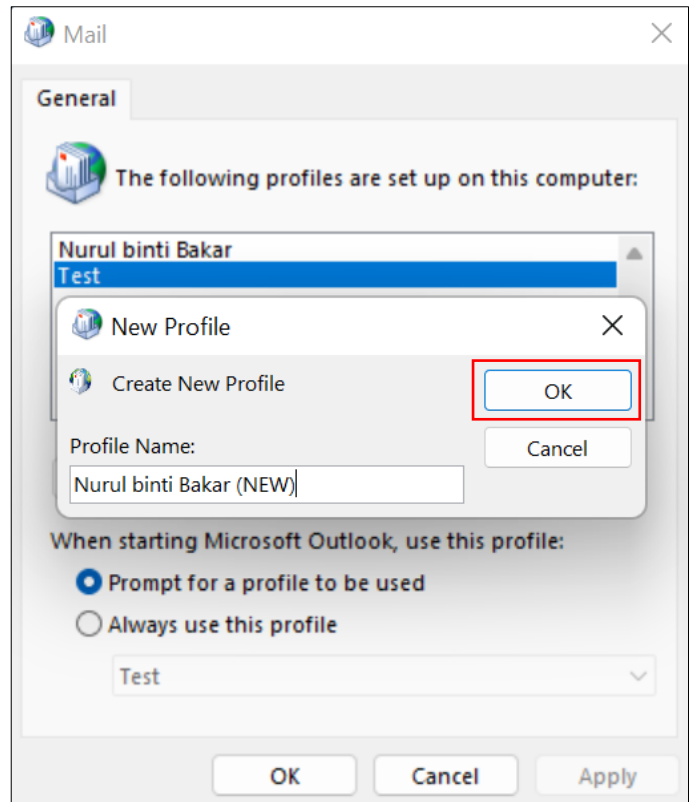 Mail
General
The following profiles are set up on this computer:
Nurul binti Bakar
Test
New Profile
Create New Profile
OK
Profile Name:
Cancel
Nurul binti Bakar (NEW)
When starting Microsoft Outlook, use this profile:
Prompt for a profile to be used
Always use this profile
Test
OK Cancel Apply